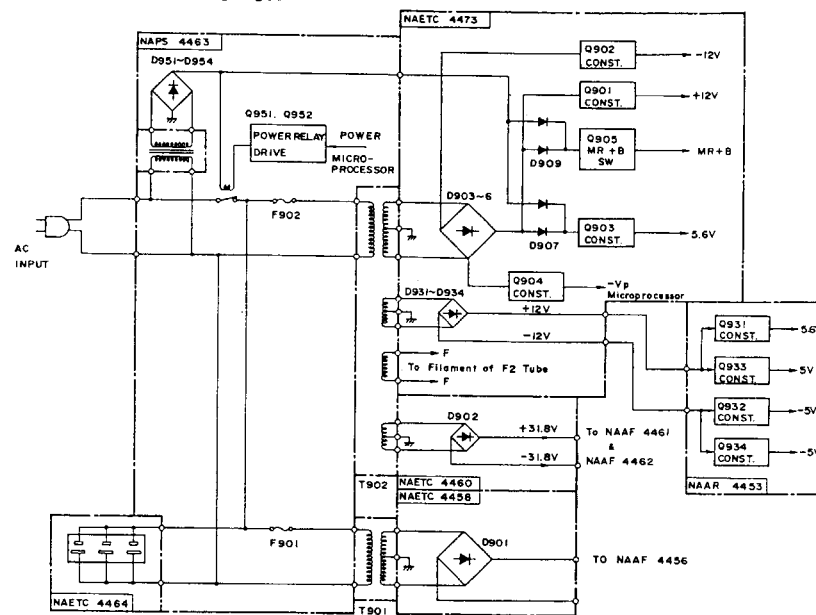 NAPS 4463
NAETC 4473
D951~D954
Q902
CONST.
-12V
Q901
CONST.
+12V
Q951, Q952
POWER RELAY
DRIVE
POWER
MICRO-
PROCESSOR
Q905
MR +B
SW
MR+B
D909
D903~6
F902
D907
Q903
CONST.
5.6V
AC
INPUT
Q904
CONST.
-Vp
Microprocessor
D931~D934
+12V
-12V
Q931
CONST.
5.6
Q933
CONST.
5V
F
To Filament of F2 Tube
F
Q932
CONST.
-5V
Q934
CONST.
-5V
D902
+31.8V
-31.8V
To NAAF 4461
&
NAAF 4462
NAAR 4453
T902
NAETC 4460
NAETC 4458
F901
D901
TO NAAF 4456
NAETC 4464
T901